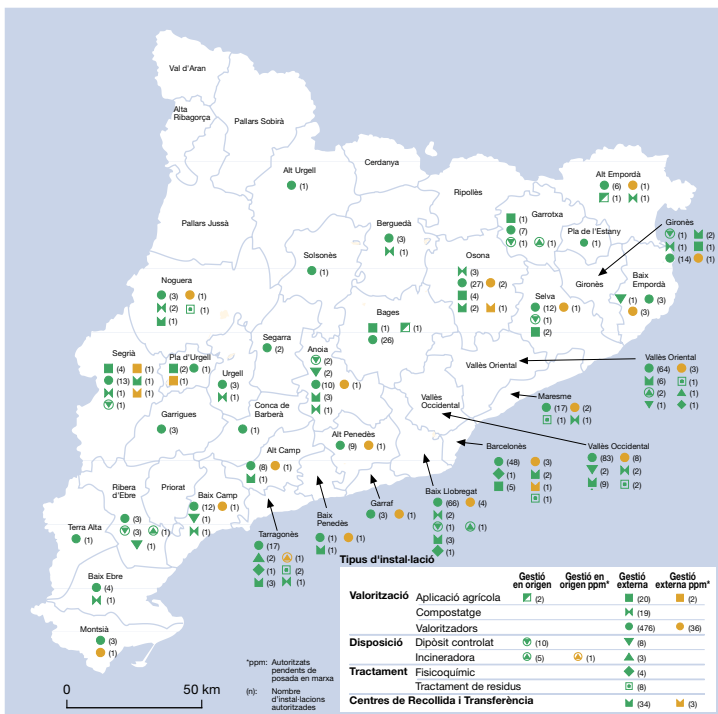 Val d'Aran
Alta
Ribagorça
Pallars Sobirà
Alt Urgell
(1)
Cerdanya
Ripollès
Alt Empordà
(6) (1)
(1) (1)
Pallars Jussà
Berguedà
(3)
(1)
Garrotxa
(1)
(7)
(1) (1)
Pla de l'Estany
(1)
Gironès
(1) (2)
(1) (1)
(14) (1)
Solsonès
(1)
Osona
(3)
(27) (2)
(4)
(2) (1)
Gironès
Baix
Empordà
(1) (3)
(3)
Noguera
(3) (1)
(2) (1)
(1)
Selva
(12) (1)
(1)
(2)
Bages
(1) (1)
(26)
Segarra
(2)
Anoia
(2)
(2)
(10) (1)
(3)
(1)
Segrià
(4) (1)
(13) (1)
(1) (1)
(1)
Pla d'Urgell
(2) (1)
(1)
Urgell
(3)
(1)
Vallès Oriental
Vallès
Occidental
Vallès Oriental
(64) (3)
(6) (1)
(2) (1)
(1) (1)
Maresme
(17) (2)
(1) (1)
Garrigues
(3)
Conca de
Barberà
(1)
Alt Penedès
(9) (1)
Barcelonès
(48) (3)
(1) (2)
(5) (1)
(1)
Vallès Occidental
(83) (8)
(2) (2)
(9) (2)
Alt Camp
(8) (1)
(1)
Ribera
d'Ebre
(3)
(3) (1)
(1)
Priorat
Baix Camp
(12) (1)
(1)
(1)
Tarragonès
(17)
(2) (1)
(1) (2)
(3) (1)
Baix
Penedès
(1) (1)
(1)
Garraf
(3) (1)
Baix Llobregat
(66) (4)
(2)
(1) (1)
(3)
(1)
Terra Alta
(1)
Baix Ebre
(4)
(1)
Montsià
(3)
(1)
0 50 km
*ppm: Autoritzats
pendents de
posada en marxa
(n): Nombre
d'instal·lacions
autoritzades
Tipus d'instal·lació
Gestió
en origen
Gestió en
origen ppm*
Gestió
externa
Gestió
externa ppm*
Valorització Aplicació agrícola (2) (20) (2)
Compostatge (19)
Valoritzadors (476) (36)
Disposició Dipòsit controlat (10) (8)
Incineradora (5) (1) (3)
Tractament Fisicoquímic (4)
Tractament de residus (8)
Centres de Recollida i Transferència (34) (3)